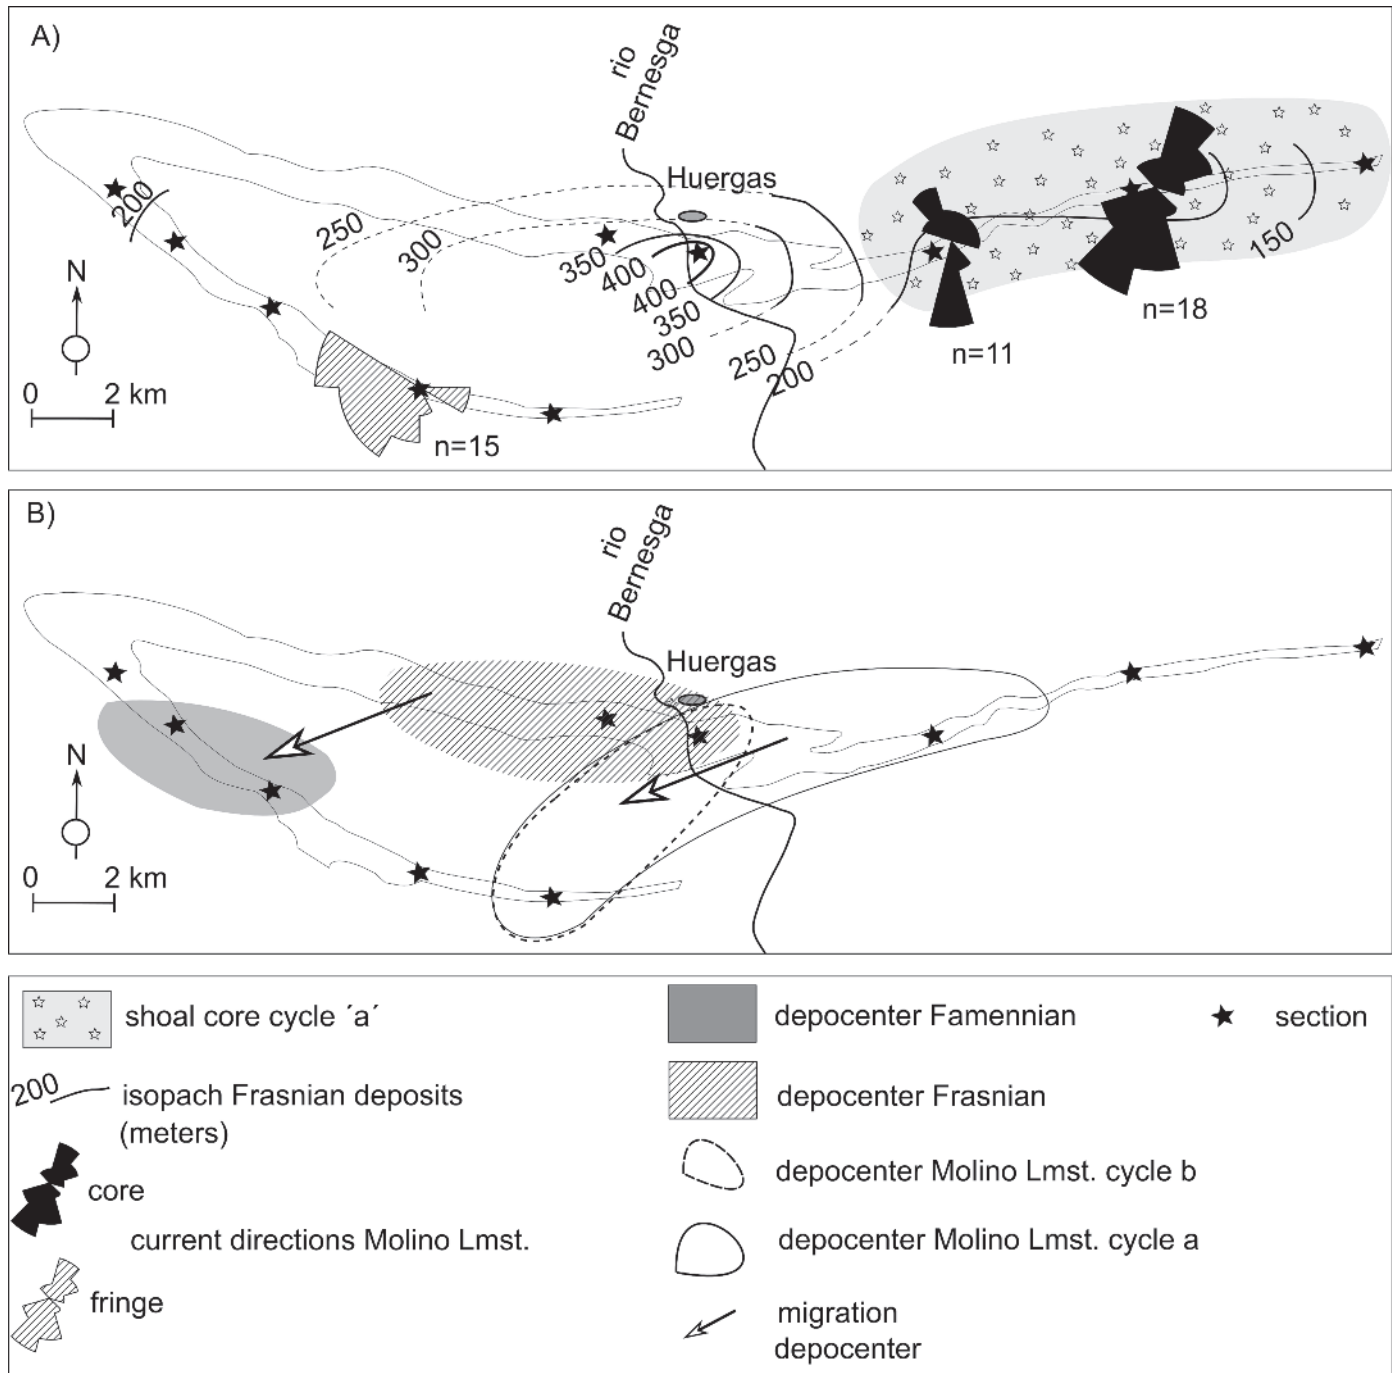 A)
rio
Bernesga
Huergas
200
250
300
350
400
400
350
300
250
200
150
N
0 2 km
n=15
n=11
n=18
B)
rio
Bernesga
Huergas
N
0 2 km
shoal core cycle ´a´
200 isopach Frasnian deposits
(meters)
core
current directions Molino Lmst.
fringe
depocenter Famennian
depocenter Frasnian
depocenter Molino Lmst. cycle b
depocenter Molino Lmst. cycle a
migration
depocenter
section